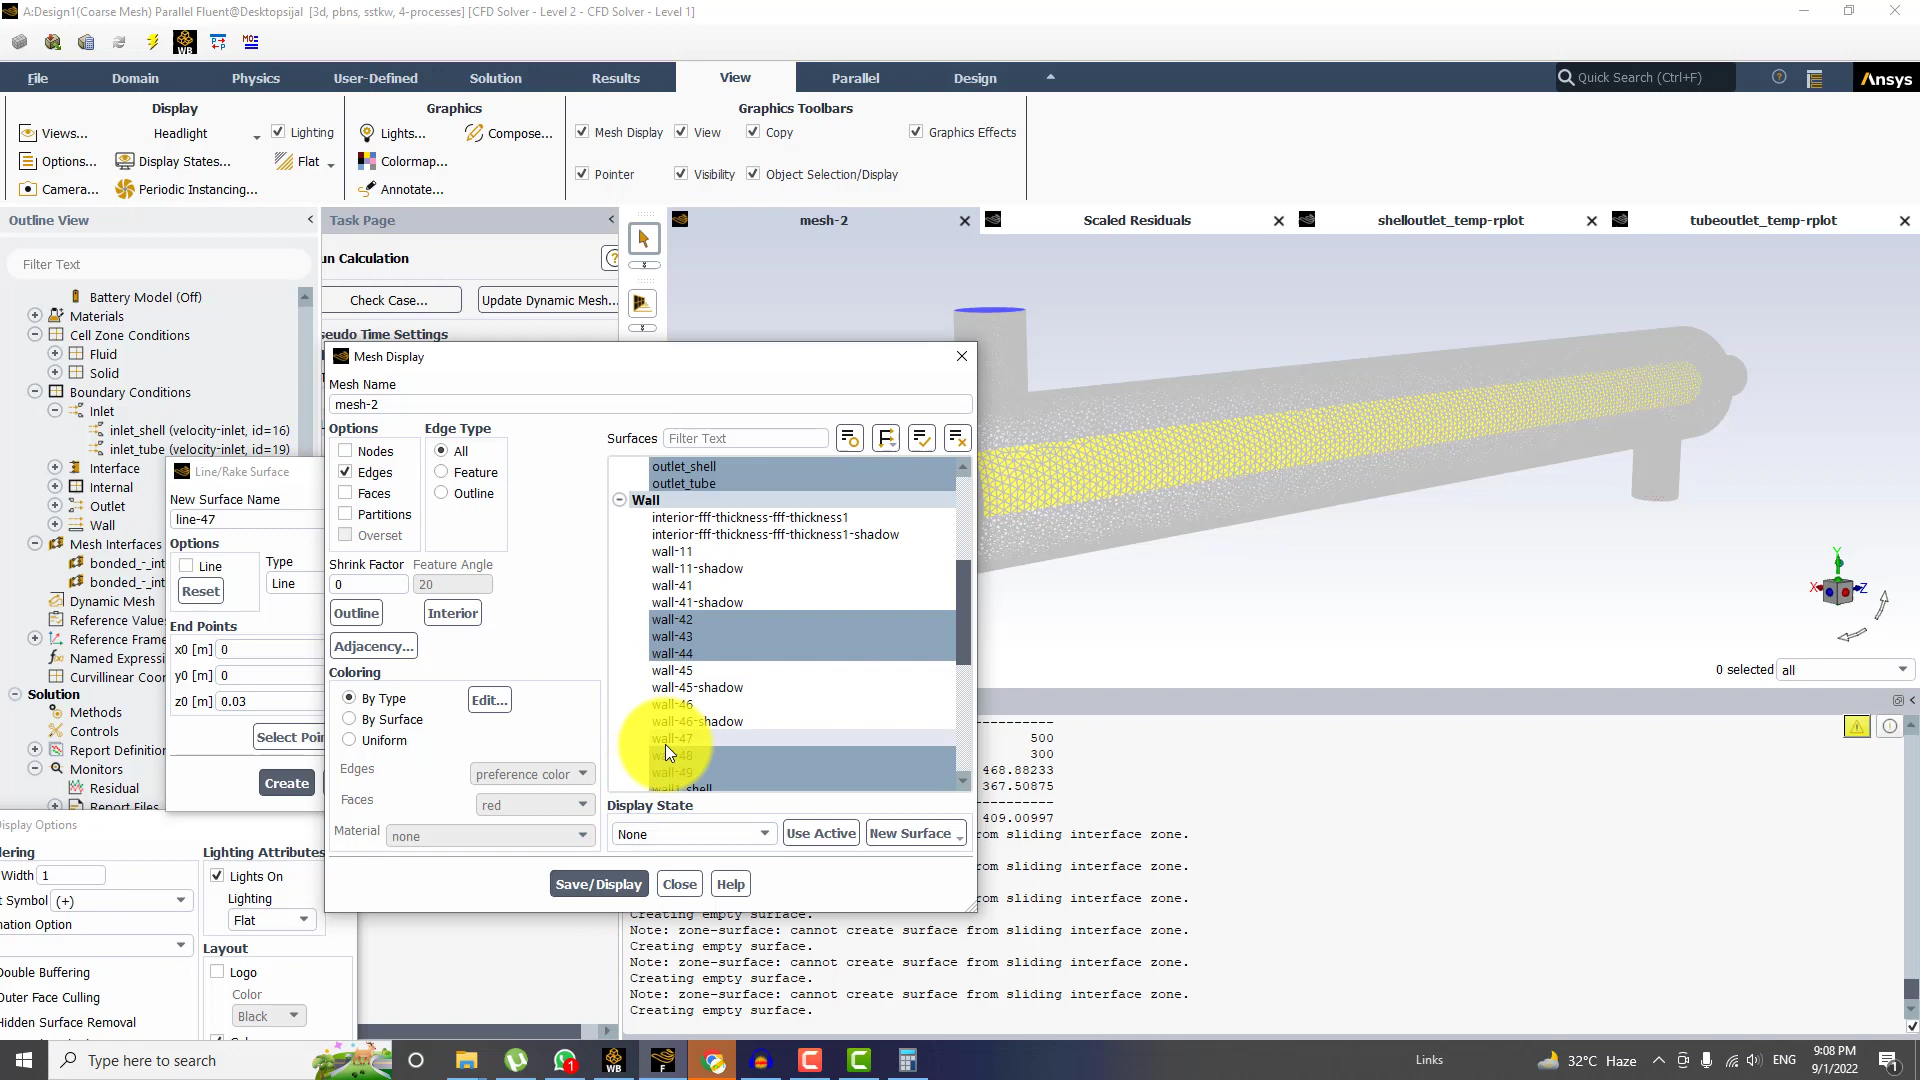 A:Design1(Coarse Mesh) Parallel Fluent@Desktopsijal [3d, pbns, sstkw, 4-processes] [CFD Solver - Level 2 - CFD Solver - Level 1]
File Domain Physics User-Defined Solution Results View Parallel Design Quick Search (Ctrl+F) Ansys
Display Graphics Graphics Toolbars
Views... Headlight Lighting Lights... Compose... Mesh Display View Copy Graphics Effects
Options... Display States... Flat Colormap...
Camera... Periodic Instancing... Annotate... Pointer Visibility Object Selection/Display
Outline View
Filter Text
Battery Model (Off)
Materials
Cell Zone Conditions
Fluid
Solid
Boundary Conditions
Inlet
inlet_shell (velocity-inlet, id=16)
inlet_tube (velocity-inlet, id=19)
Interface
Internal
Outlet
Wall
Mesh Interfaces
bonded_-_int
bonded_-_int
Dynamic Mesh
Reference Values
Reference Frame
Named Expressi
Curvilinear Coor
Solution
Methods
Controls
Report Definition
Monitors
Residual
Report Files
Task Page
un Calculation
Check Case... Update Dynamic Mesh...
seudo Time Settings
mesh-2 Scaled Residuals shelloutlet_temp-rplot tubeoutlet_temp-rplot
Line/Rake Surface
New Surface Name
line-47
Options
Line
Type
Line
Reset
End Points
x0 [m] 0
y0 [m] 0
z0 [m] 0.03
Select Poin
Create
Mesh Display
Mesh Name
mesh-2
Options
Nodes
Edges
Faces
Partitions
Overset
Edge Type
All
Feature
Outline
Shrink Factor
0
Feature Angle
20
Outline Interior
Adjacency...
Coloring
By Type
By Surface
Uniform
Edit...
Edges preference color
Faces red
Material none
Surfaces Filter Text
outlet_shell
outlet_tube
Wall
interior-fff-thickness-fff-thickness1
interior-fff-thickness-fff-thickness1-shadow
wall-11
wall-11-shadow
wall-41
wall-41-shadow
wall-42
wall-43
wall-44
wall-45
wall-45-shadow
wall-46
wall-46-shadow
wall-47
wall-48
wall-49
Display State
None Use Active New Surface
Save/Display Close Help
Y
X Z
0 selected all
500
300
468.88233
367.50875
409.00997
om sliding interface zone.
om sliding interface zone.
om sliding interface zone.
Creating empty surface.
Note: zone-surface: cannot create surface from sliding interface zone.
Creating empty surface.
Note: zone-surface: cannot create surface from sliding interface zone.
Creating empty surface.
Note: zone-surface: cannot create surface from sliding interface zone.
Creating empty surface.
Display Options
dering
Width 1
t Symbol (+)
nation Option
Double Buffering
Outer Face Culling
Hidden Surface Removal
Lighting Attributes
Lights On
Lighting
Flat
Layout
Logo
Color
Black
Type here to search
Links
32°C Haze
ENG
9:08 PM
9/1/2022